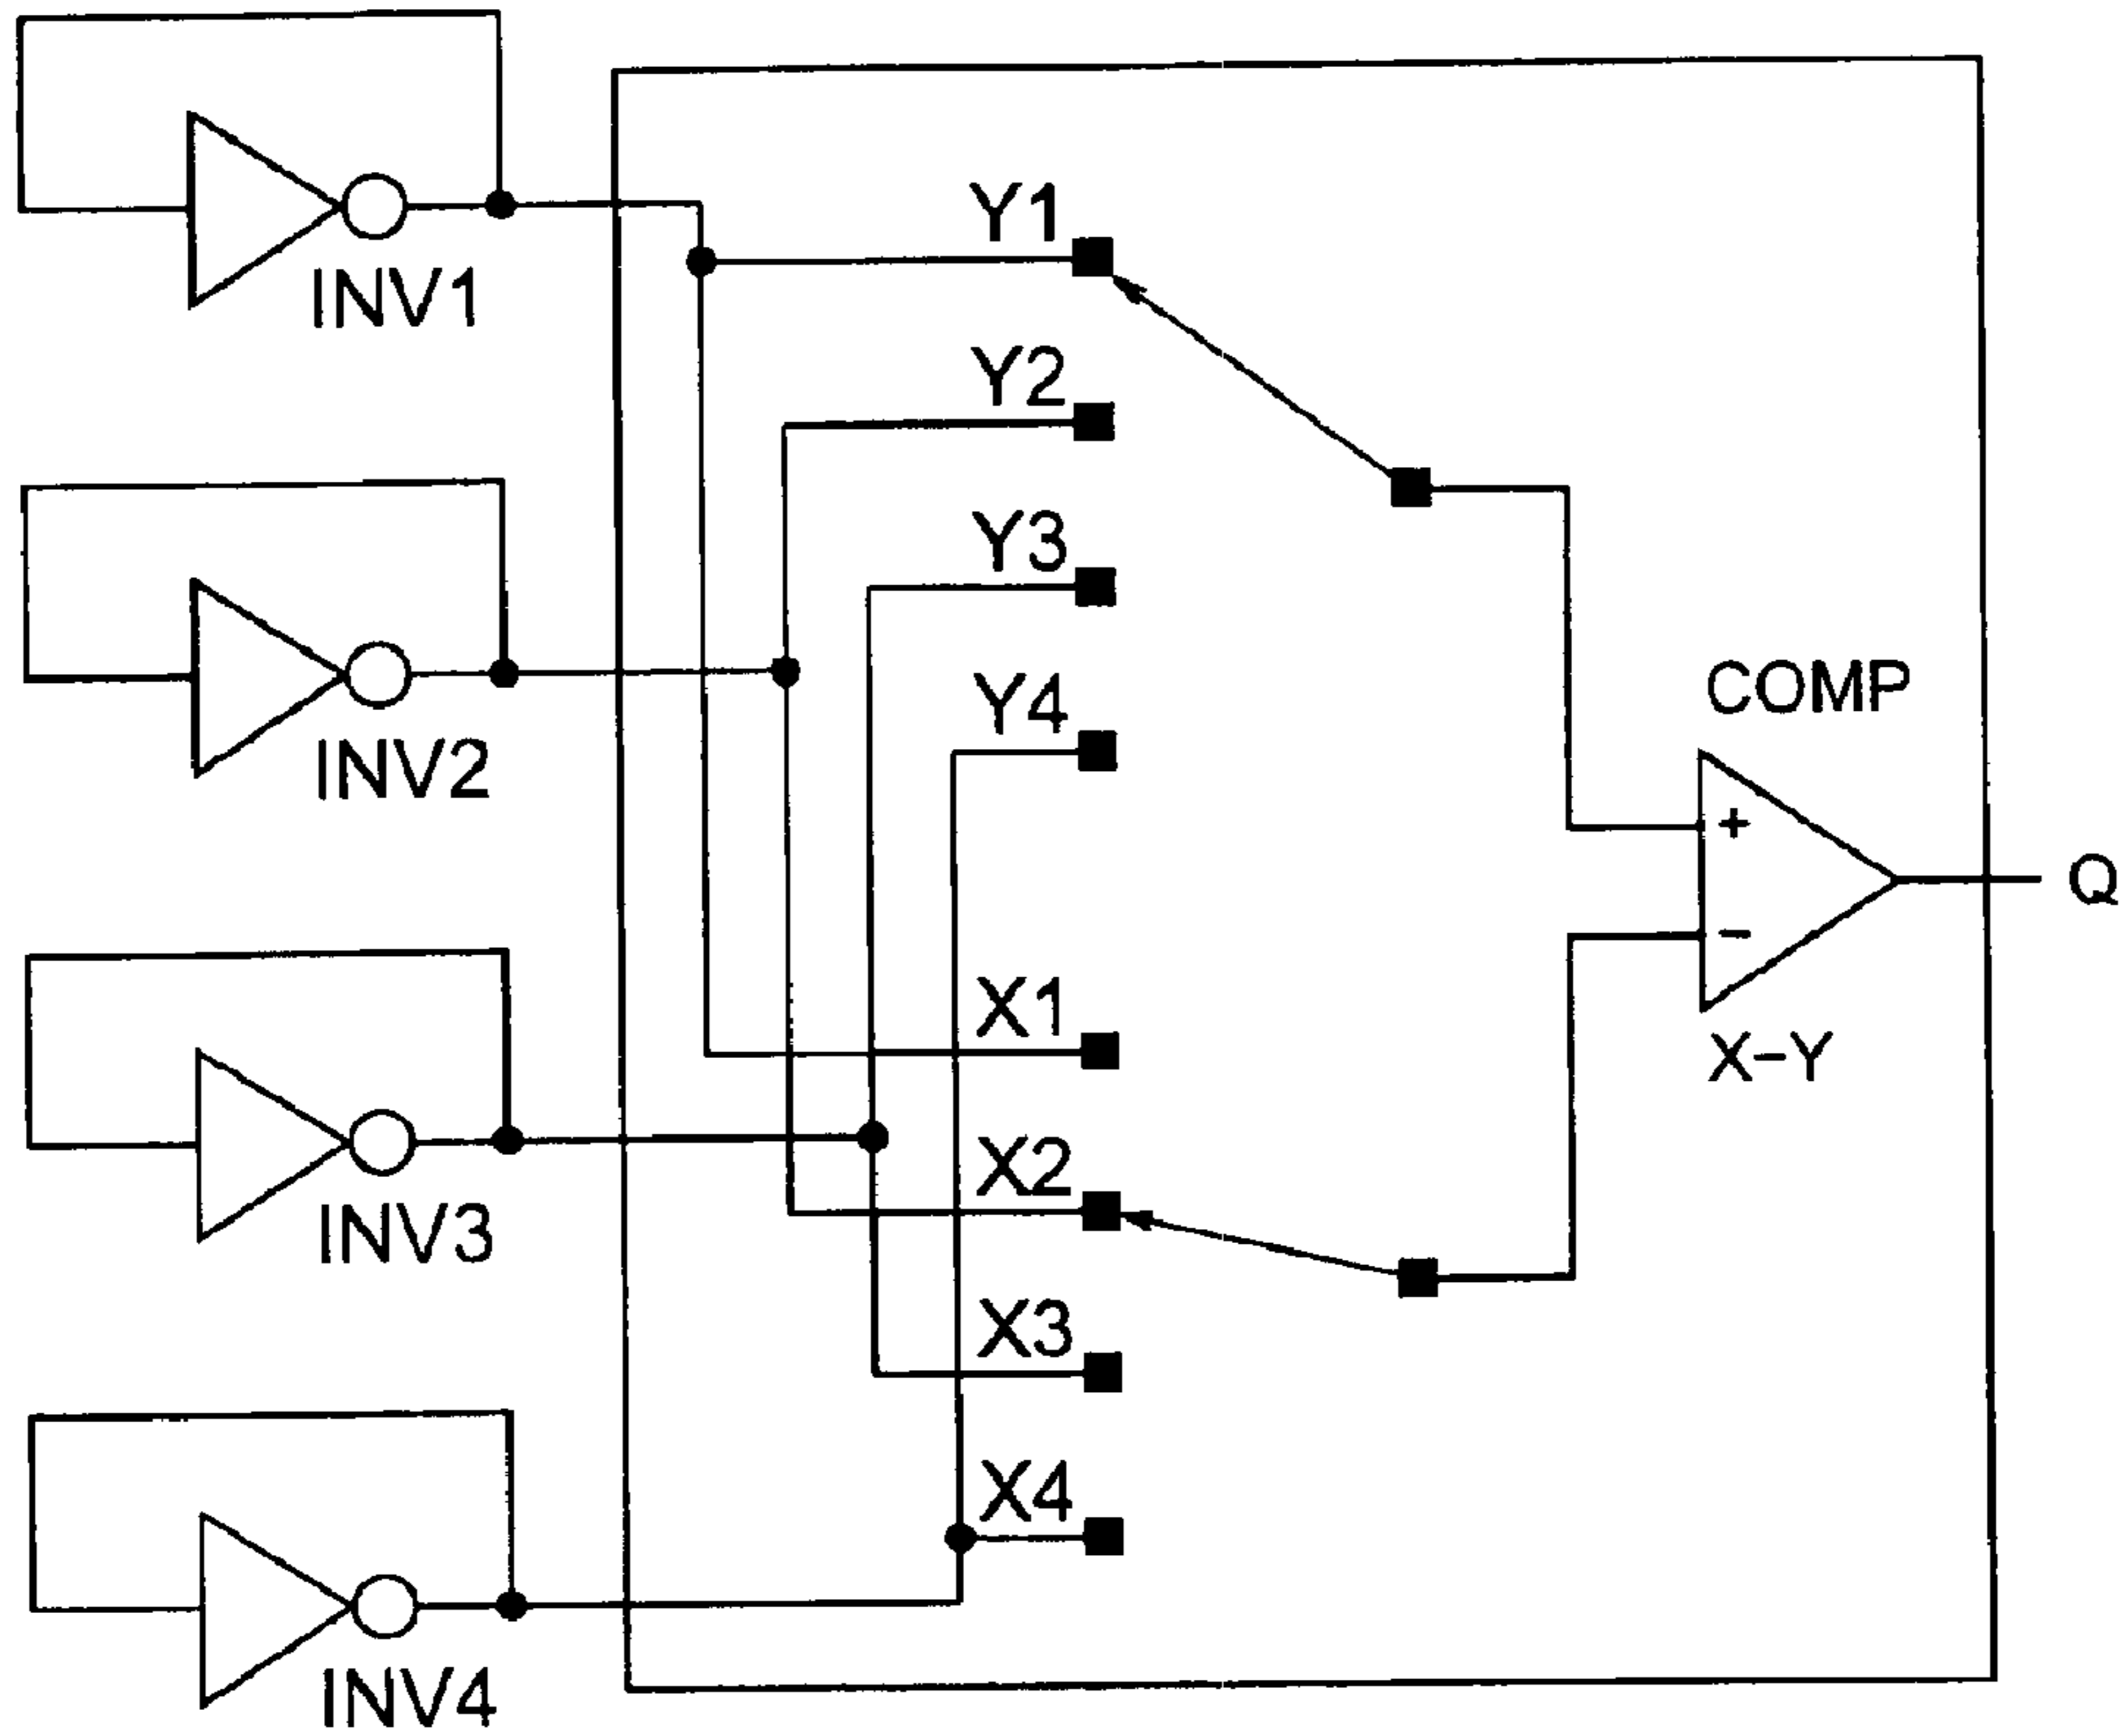 INV1
INV2
INV3
INV4
Y1
Y2
Y3
Y4
X1
X2
X3
X4
COMP
+
−
X−Y
Q